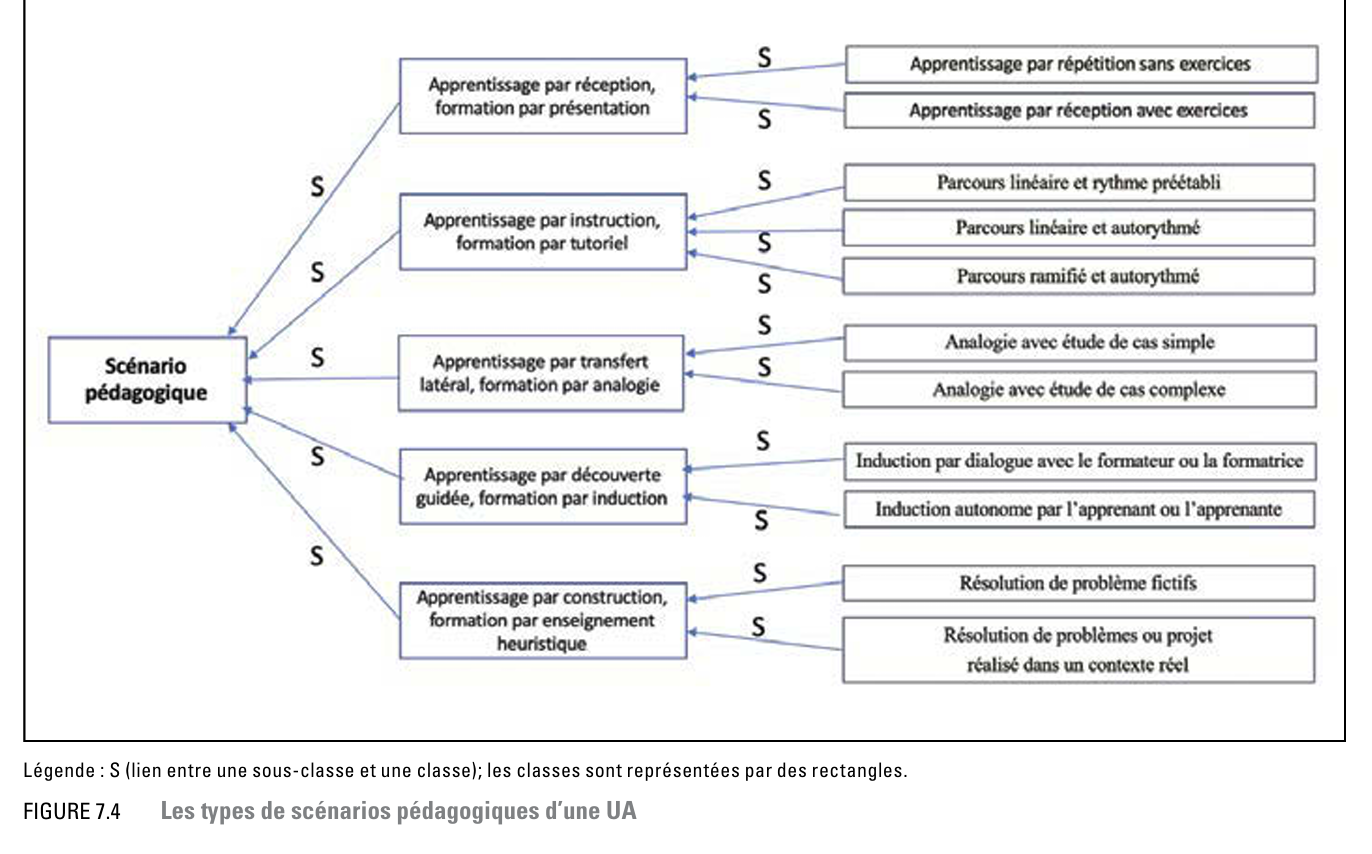 S
Apprentissage par répétition sans exercices
Apprentissage par réception,
formation par présentation
Apprentissage par réception avec exercices
S
S
S
Parcours linéaire et rythme préétabli
Apprentissage par instruction,
formation par tutoriel
Parcours linéaire et autorythmé
S
S
Parcours ramifié et autorythmé
S
S
Analogie avec étude de cas simple
Scénario
pédagogique
S
Apprentissage par transfert
latéral, formation par analogie
S
Analogie avec étude de cas complexe
S
S
Induction par dialogue avec le formateur ou la formatrice
Apprentissage par découverte
guidée, formation par induction
Induction autonome par l'apprenant ou l'apprenante
S
S
S
Résolution de problème fictifs
Apprentissage par construction,
formation par enseignement
heuristique
S
Résolution de problèmes ou projet
réalisé dans un contexte réel
Légende : S (lien entre une sous-classe et une classe); les classes sont représentées par des rectangles.
FIGURE 7.4 Les types de scénarios pédagogiques d'une UA